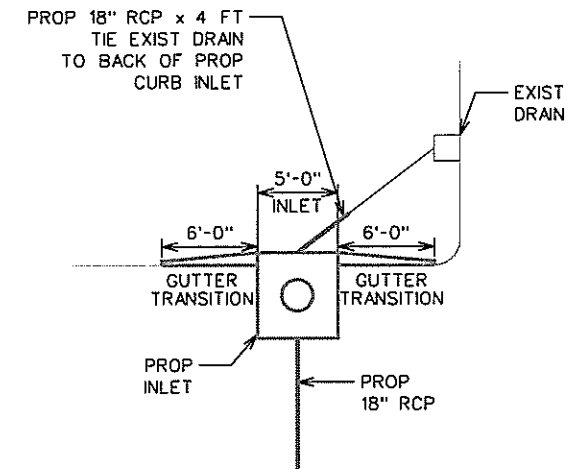 PROP 18" RCP x 4 FT
TIE EXIST DRAIN
TO BACK OF PROP
CURB INLET
EXIST
DRAIN
5'-0"
INLET
6'-0"
6'-0"
GUTTER
TRANSITION
GUTTER
TRANSITION
PROP
INLET
PROP
18" RCP